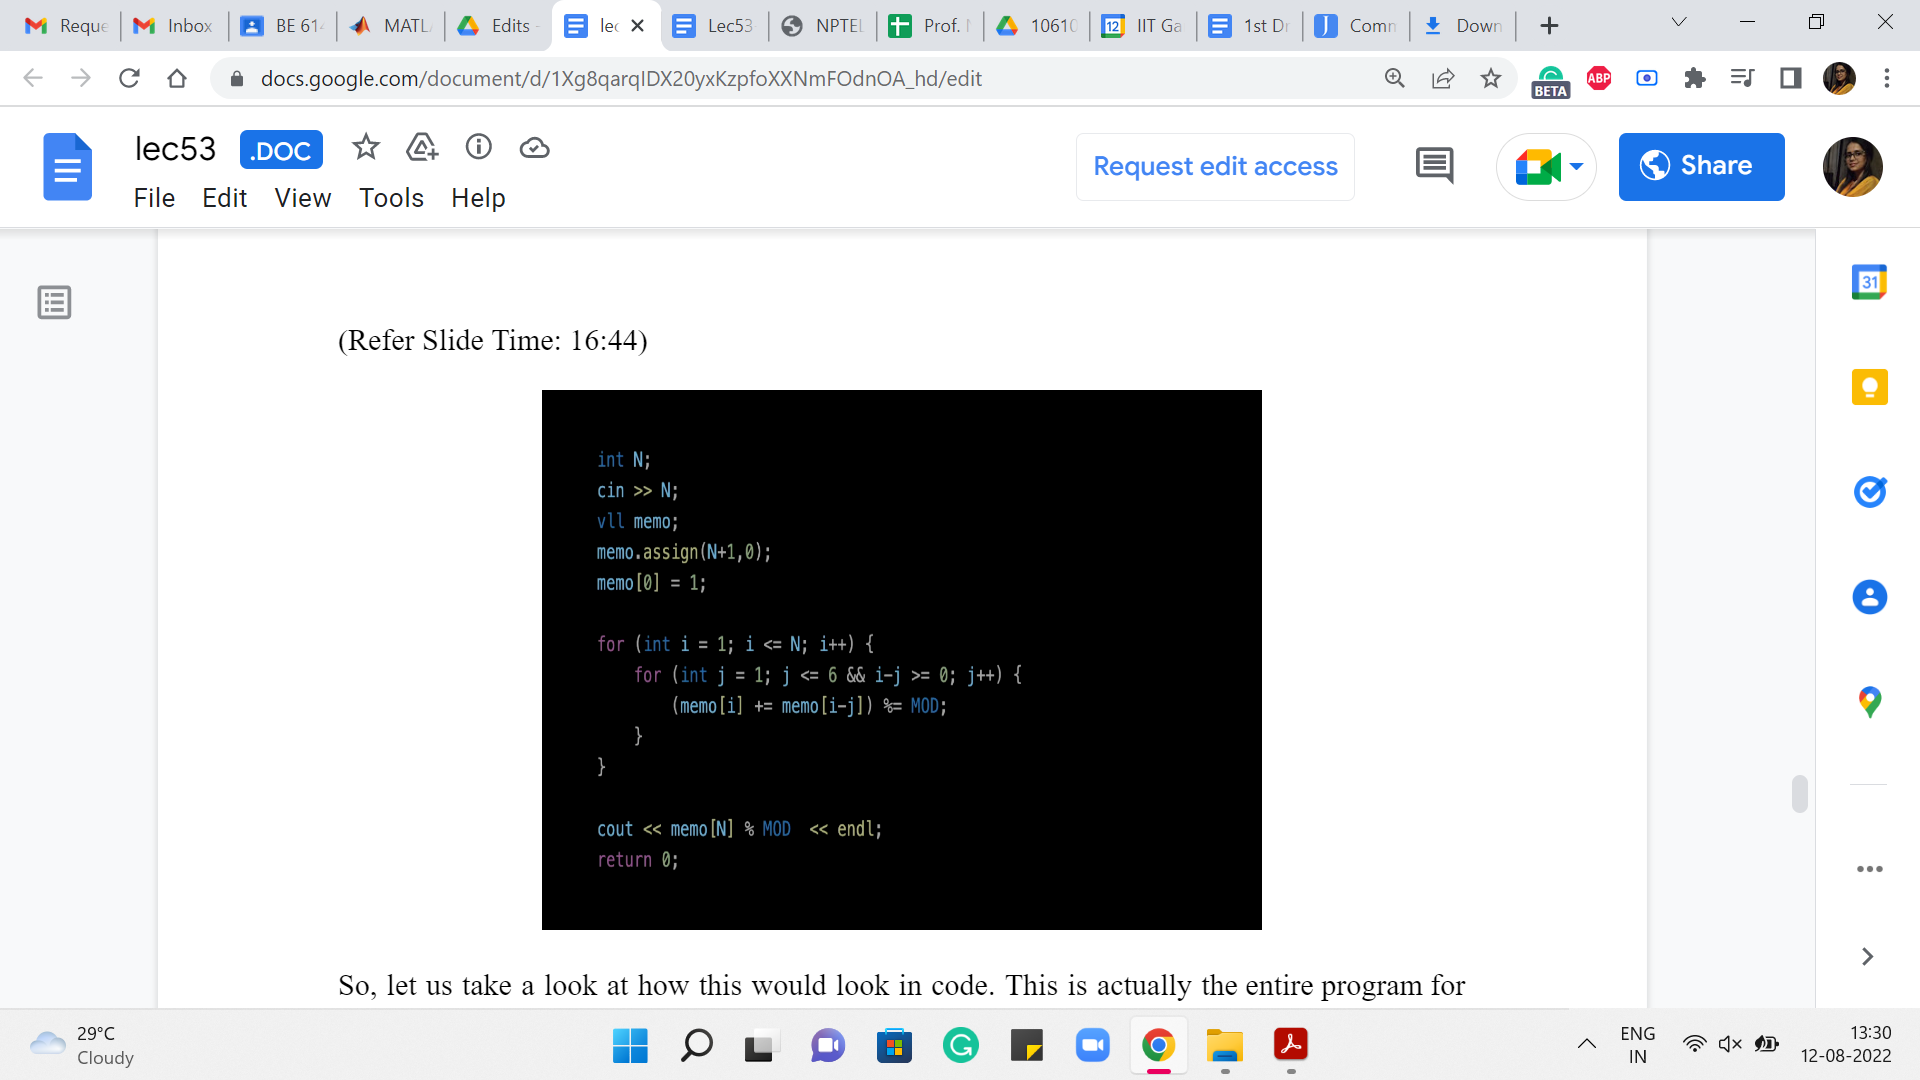 Reque
Inbox
BE 61
MATL
Edits
lec
Lec53
NPTEL
Prof.
10610
12
IIT Ga
1st Dr
Comm
Down
docs.google.com/document/d/1Xg8qarqIDX20yxKzpfoXXNmFOdnOA_hd/edit
BETA
ABP
lec53
.DOC
Request edit access
Share
File Edit View Tools Help
31
(Refer Slide Time: 16:44)
int N;
cin >> N;
vll memo;
memo.assign(N+1,0);
memo[0] = 1;
for (int i = 1; i <= N; i++) {
for (int j = 1; j <= 6 && i-j >= 0; j++) {
(memo[i] += memo[i-j]) %= MOD;
}
}
cout << memo[N] % MOD << endl;
return 0;
So, let us take a look at how this would look in code. This is actually the entire program for
29°C
Cloudy
ENG
IN
13:30
12-08-2022